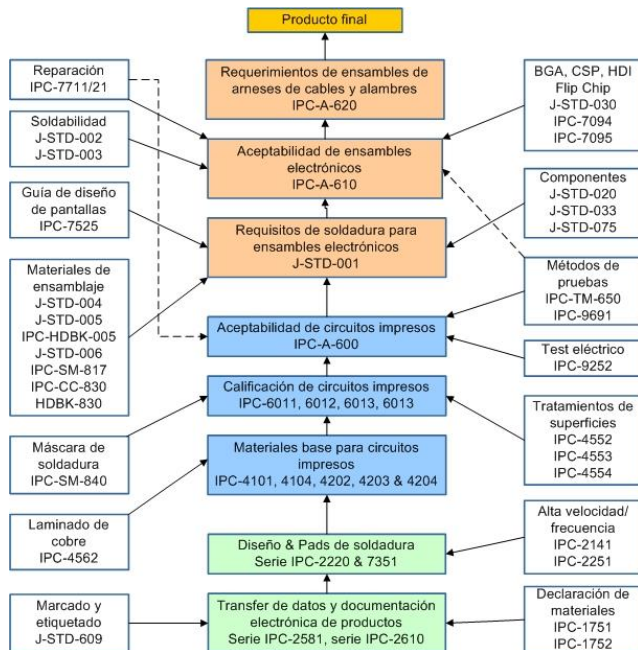 Producto final
Reparación
IPC-7711/21
Requerimientos de ensambles de
arneses de cables y alambres
IPC-A-620
BGA, CSP, HDI
Flip Chip
J-STD-030
IPC-7094
IPC-7095
Soldabilidad
J-STD-002
J-STD-003
Aceptabilidad de ensambles
electrónicos
IPC-A-610
Guía de diseño
de pantallas
IPC-7525
Requisitos de soldadura para
ensambles electrónicos
J-STD-001
Componentes
J-STD-020
J-STD-033
J-STD-075
Materiales de
ensamblaje
J-STD-004
J-STD-005
IPC-HDBK-005
J-STD-006
IPC-SM-817
IPC-CC-830
HDBK-830
Aceptabilidad de circuitos impresos
IPC-A-600
Métodos de
pruebas
IPC-TM-650
IPC-9691
Test eléctrico
IPC-9252
Calificación de circuitos impresos
IPC-6011, 6012, 6013, 6013
Tratamientos de
superficies
IPC-4552
IPC-4553
IPC-4554
Máscara de
soldadura
IPC-SM-840
Materiales base para circuitos
impresos
IPC-4101, 4104, 4202, 4203 & 4204
Laminado de
cobre
IPC-4562
Diseño & Pads de soldadura
Serie IPC-2220 & 7351
Alta velocidad/
frecuencia
IPC-2141
IPC-2251
Marcado y
etiquetado
J-STD-609
Transfer de datos y documentación
electrónica de productos
Serie IPC-2581, serie IPC-2610
Declaración de
materiales
IPC-1751
IPC-1752